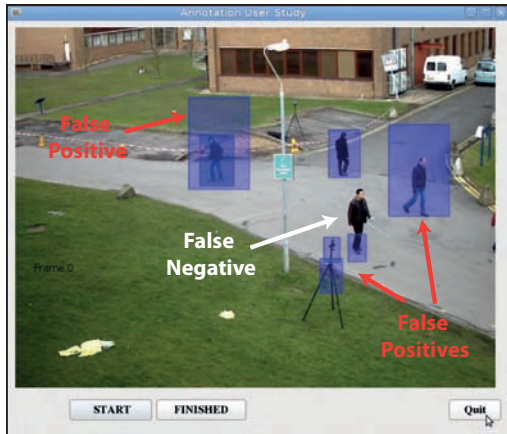 Annotation User Study
False
Positive
False
Negative
Frame 0
False
Positives
START
FINISHED
Quit